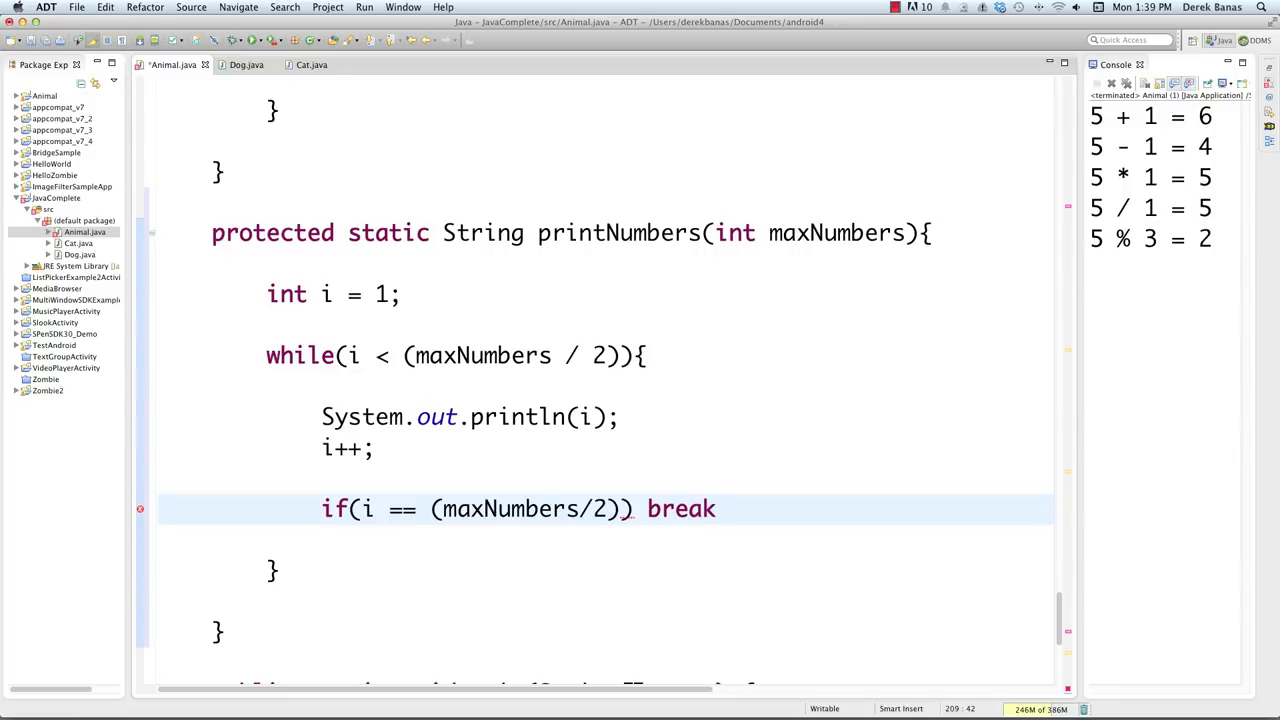 ADT File Edit Refactor Source Navigate Search Project Run Window Help 10 Mon 1:39 PM Derek Banas
Java - JavaComplete/src/Animal.java - ADT - /Users/derekbanas/Documents/android4
Quick Access Java DDMS
Package Exp *Animal.java Dog.java Cat.java Console
<terminated> Animal (1) [Java Application] /S
Animal
appcompat_v7
appcompat_v7_2
appcompat_v7_3
appcompat_v7_4
BridgeSample
HelloWorld
HelloZombie
ImageFilterSampleApp
JavaComplete
src
(default package)
Animal.java
Cat.java
Dog.java
JRE System Library [Ja
ListPickerExample2Activi
MediaBrowser
MultiWindowSDKExample
MusicPlayerActivity
SlookActivity
SPenSDK30_Demo
TestAndroid
TextGroupActivity
VideoPlayerActivity
Zombie
Zombie2
}
}
protected static String printNumbers(int maxNumbers){
int i = 1;
while(i < (maxNumbers / 2)){
System.out.println(i);
i++;
if(i == (maxNumbers/2)) break
}
}
5 + 1 = 6
5 - 1 = 4
5 * 1 = 5
5 / 1 = 5
5 % 3 = 2
Writable Smart Insert 209 : 42 246M of 386M